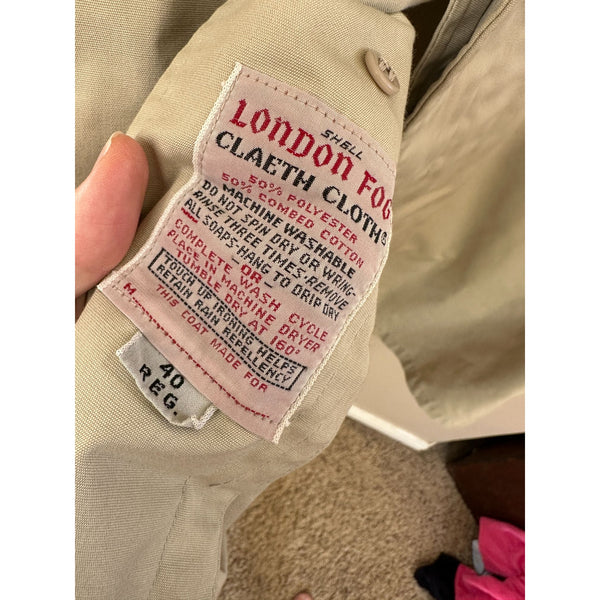 SHELL
LONDON FOG
CLAETH CLOTH®
50% POLYESTER
50% COMBED COTTON
MACHINE WASHABLE
DO NOT SPIN DRY OR WRING-
RINSE THREE TIMES-REMOVE
ALL SOAPS-HANG TO DRIP DRY
—OR—
COMPLETE WASH CYCLE
PLACE IN MACHINE DRYER
TUMBLE DRY AT 160°
TOUCH UP IRONING HELPS
RETAIN RAIN REPELLENCY
THIS COAT MADE FOR
M
40
REG.